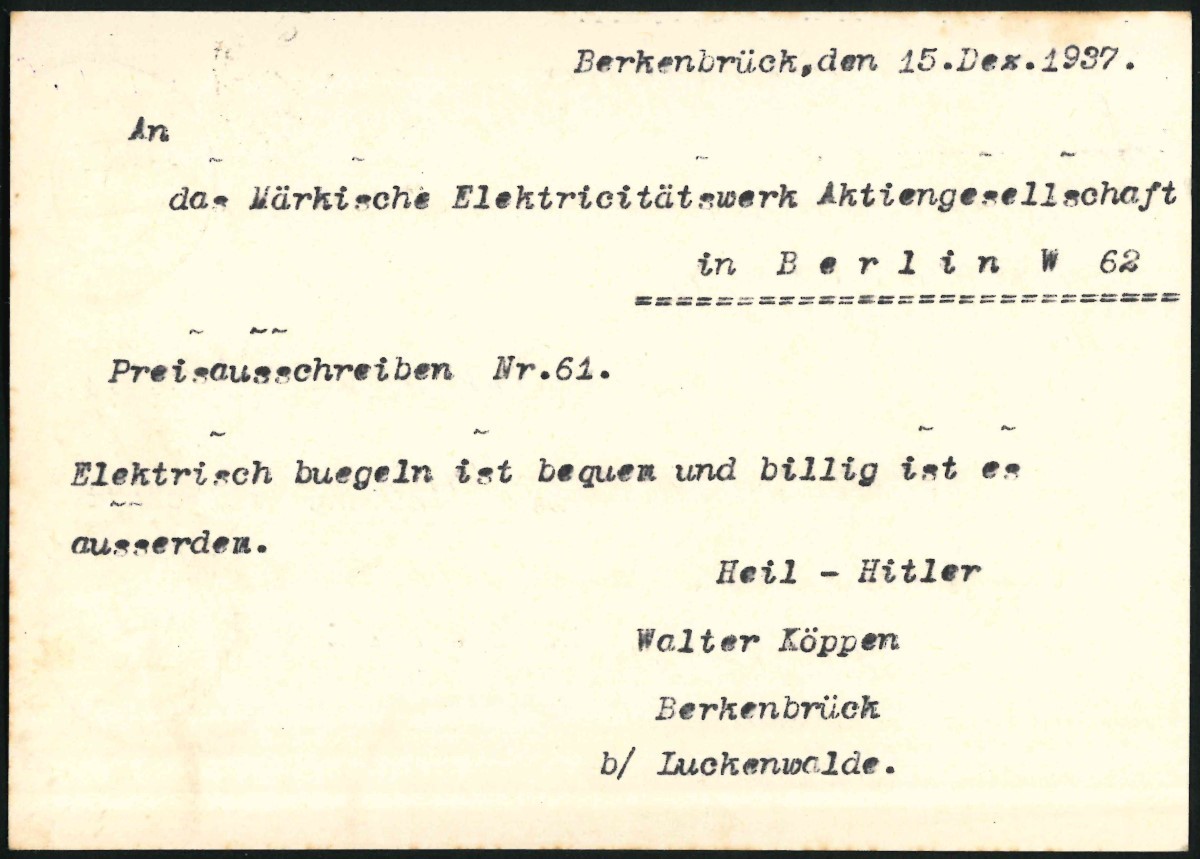 Berkenbrück,den 15.Dez.1937.
An
das Märkische Elektricitätswerk Aktiengesellschaft
in B e r l i n W 62
============================
Preisausschreiben Nr.61.
Elektrisch buegeln ist bequem und billig ist es
ausserdem.
Heil - Hitler
Walter Köppen
Berkenbrück
b/ Luckenwalde.